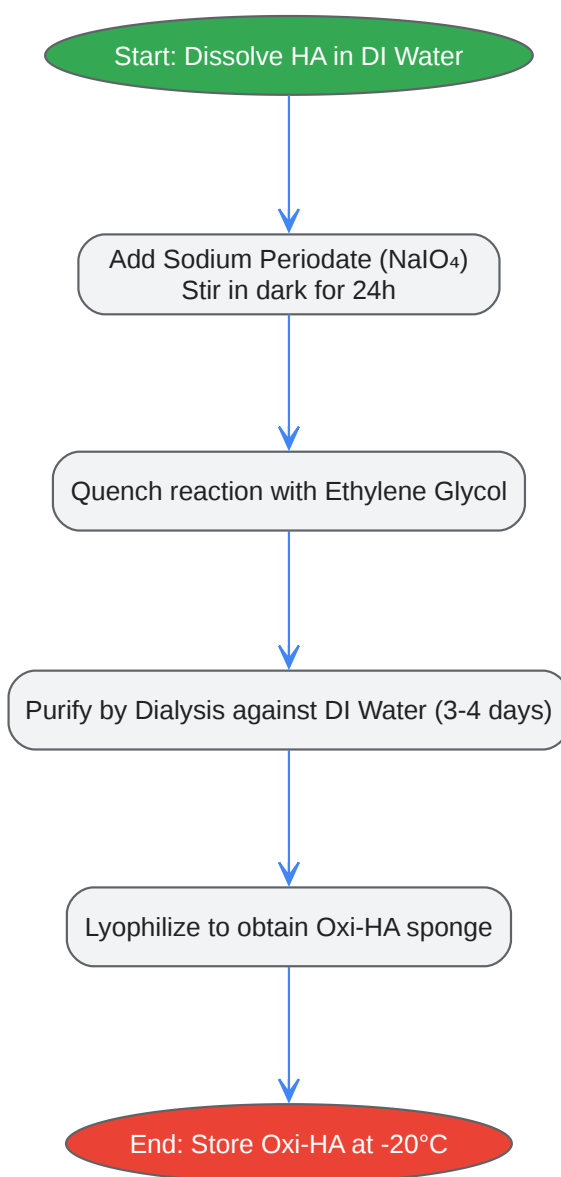 Start: Dissolve HA in DI Water
Add Sodium Periodate (NaIO₄)
Stir in dark for 24h
Quench reaction with Ethylene Glycol
Purify by Dialysis against DI Water (3-4 days)
Lyophilize to obtain Oxi-HA sponge
End: Store Oxi-HA at -20°C